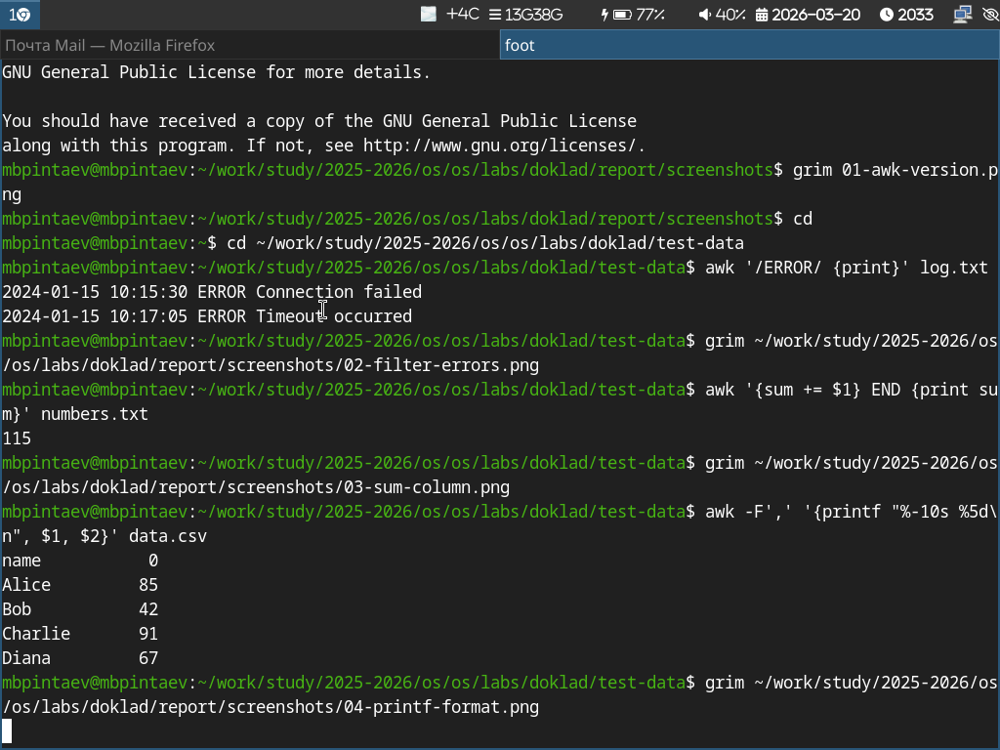 1
+4C 13G38G 77% 40% 2026-03-20 2033
Почта Mail — Mozilla Firefox
foot
GNU General Public License for more details.
You should have received a copy of the GNU General Public License
along with this program. If not, see http://www.gnu.org/licenses/.
mbpintaev@mbpintaev:~/work/study/2025-2026/os/os/labs/doklad/report/screenshots$ grim 01-awk-version.p
ng
mbpintaev@mbpintaev:~/work/study/2025-2026/os/os/labs/doklad/report/screenshots$ cd
mbpintaev@mbpintaev:~$ cd ~/work/study/2025-2026/os/os/labs/doklad/test-data
mbpintaev@mbpintaev:~/work/study/2025-2026/os/os/labs/doklad/test-data$ awk '/ERROR/ {print}' log.txt
2024-01-15 10:15:30 ERROR Connection failed
2024-01-15 10:17:05 ERROR Timeout occurred
mbpintaev@mbpintaev:~/work/study/2025-2026/os/os/labs/doklad/test-data$ grim ~/work/study/2025-2026/os
/os/labs/doklad/report/screenshots/02-filter-errors.png
mbpintaev@mbpintaev:~/work/study/2025-2026/os/os/labs/doklad/test-data$ awk '{sum += $1} END {print su
m}' numbers.txt
115
mbpintaev@mbpintaev:~/work/study/2025-2026/os/os/labs/doklad/test-data$ grim ~/work/study/2025-2026/os
/os/labs/doklad/report/screenshots/03-sum-column.png
mbpintaev@mbpintaev:~/work/study/2025-2026/os/os/labs/doklad/test-data$ awk -F',' '{printf "%-10s %5d\
n", $1, $2}' data.csv
name 0
Alice 85
Bob 42
Charlie 91
Diana 67
mbpintaev@mbpintaev:~/work/study/2025-2026/os/os/labs/doklad/test-data$ grim ~/work/study/2025-2026/os
/os/labs/doklad/report/screenshots/04-printf-format.png